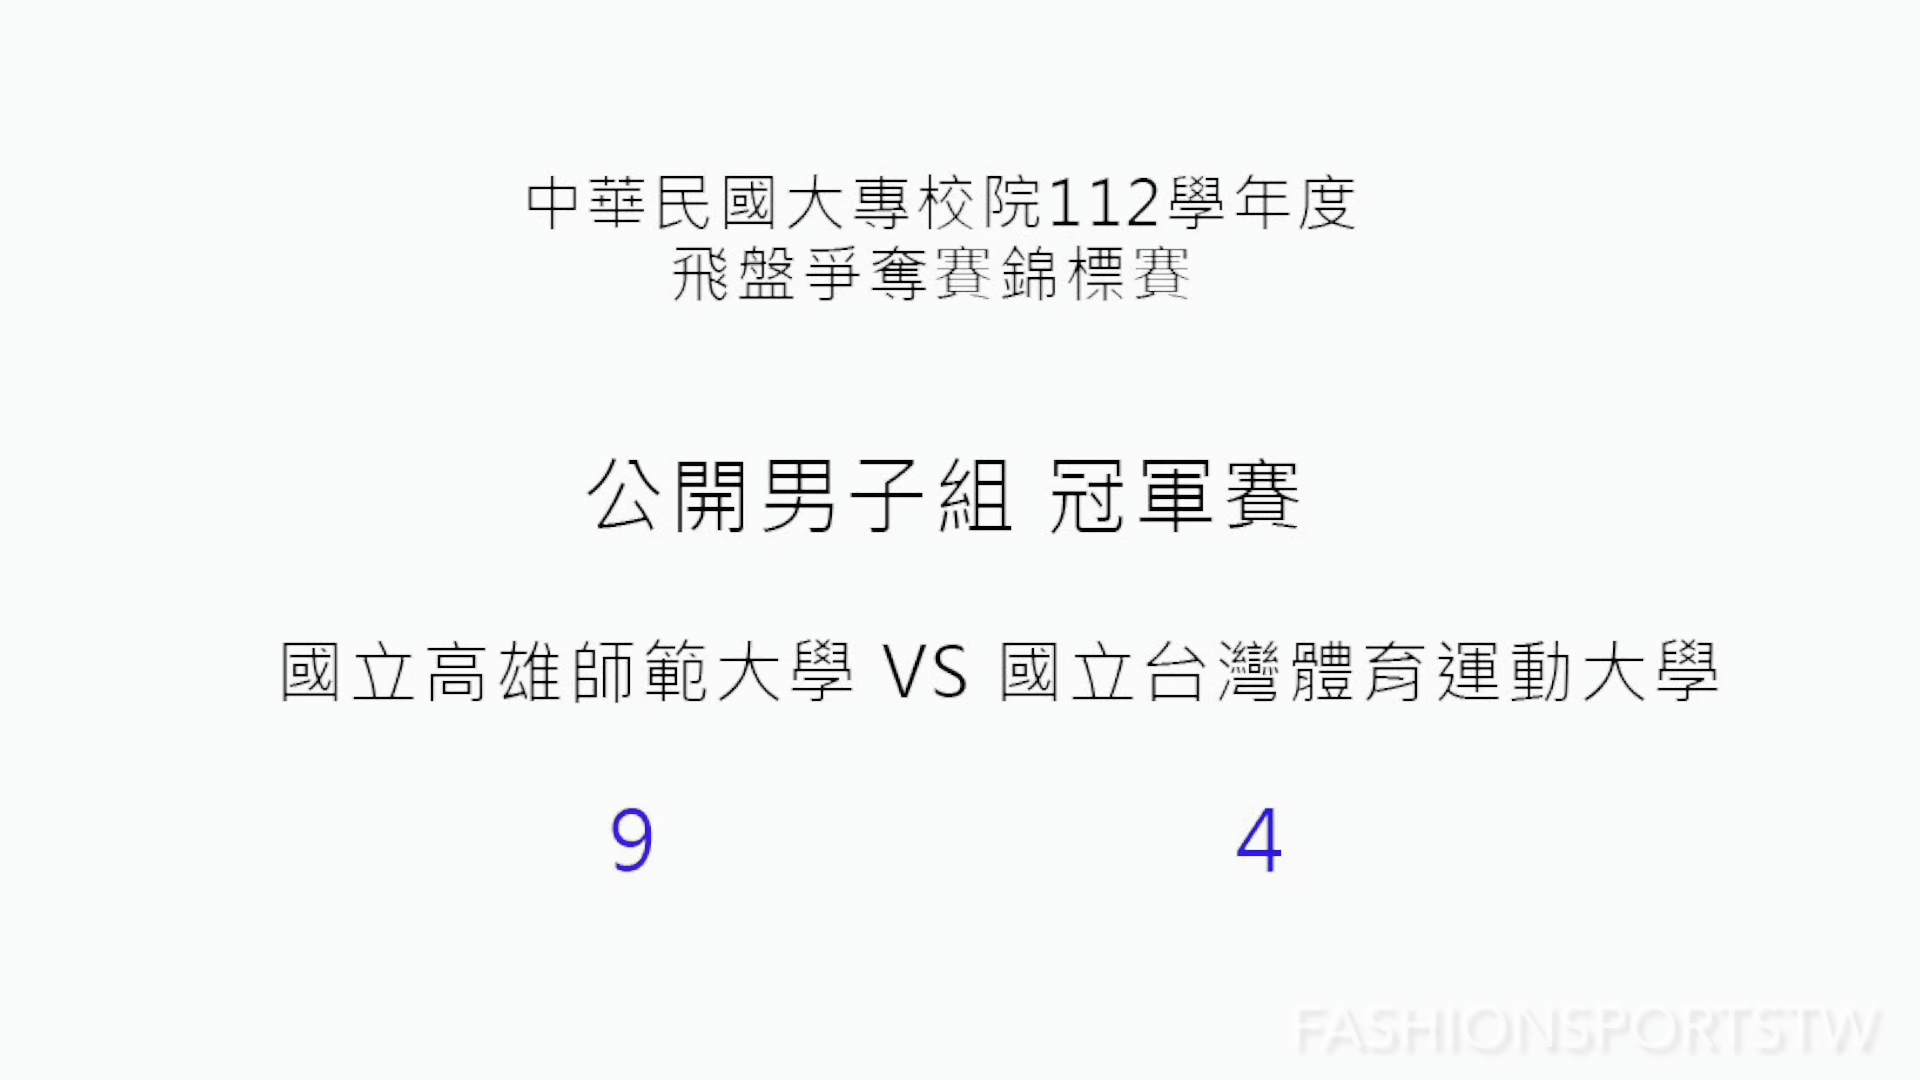 中華民國大專校院112學年度
飛盤爭奪賽錦標賽
公開男子組 冠軍賽
國立高雄師範大學 VS 國立台灣體育運動大學
9 4
FASHIONSPORTSTW